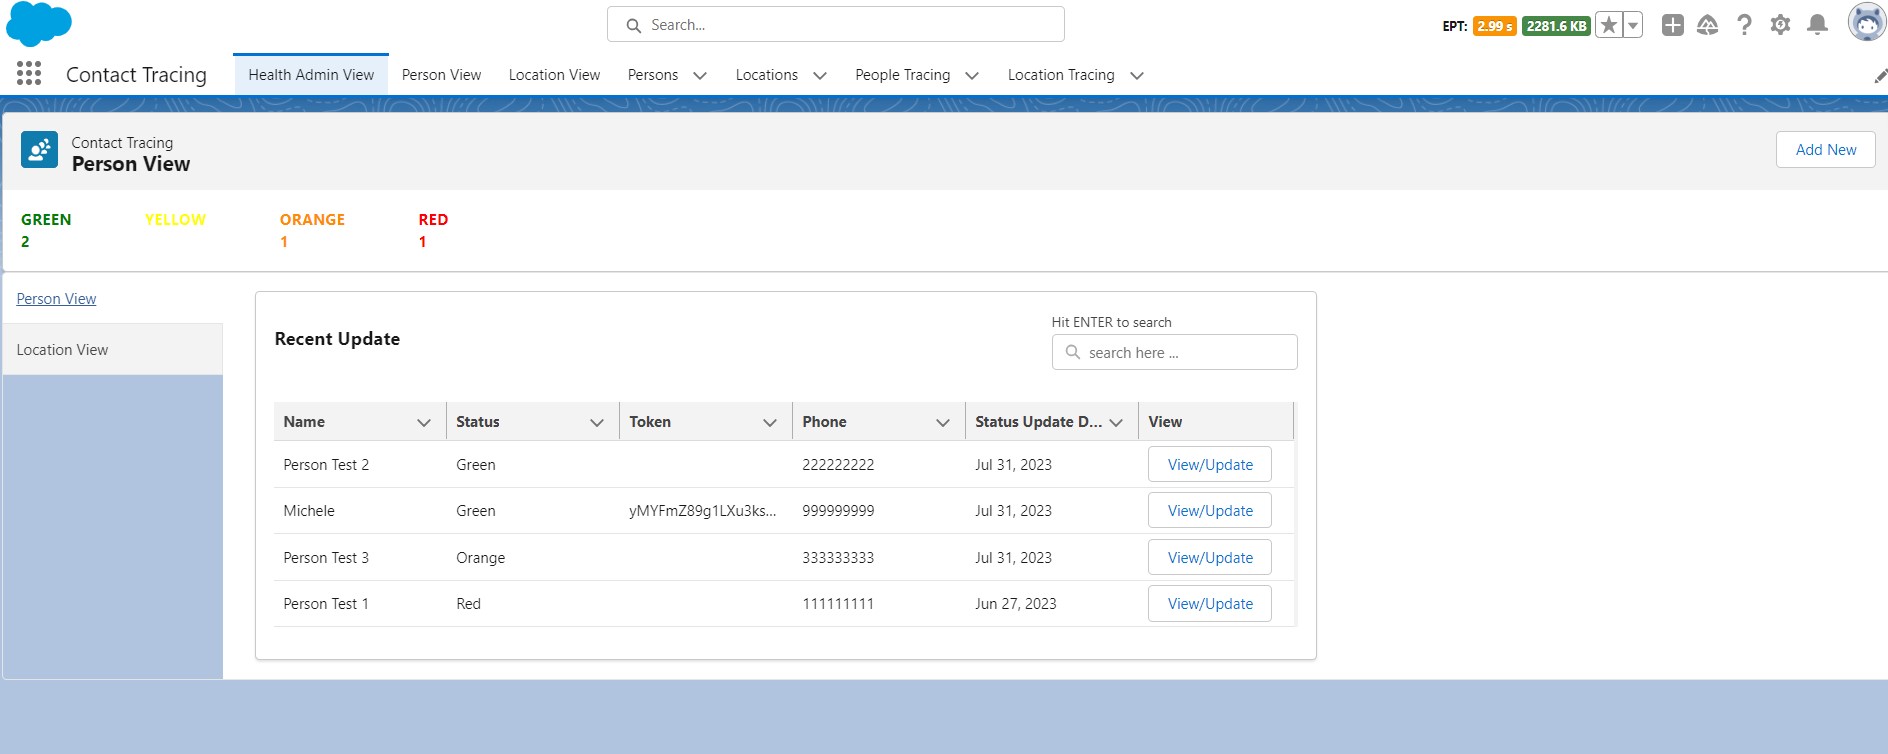 Search...
EPT: 2.99 s 2281.6 KB
Contact Tracing Health Admin View Person View Location View Persons Locations People Tracing Location Tracing
Contact Tracing
Person View
Add New
GREEN YELLOW ORANGE RED
2 1 1
Person View
Location View
Recent Update
Hit ENTER to search
search here ...
Name Status Token Phone Status Update D... View
Person Test 2 Green 222222222 Jul 31, 2023 View/Update
Michele Green yMYFmZ89g1LXu3ks... 999999999 Jul 31, 2023 View/Update
Person Test 3 Orange 333333333 Jul 31, 2023 View/Update
Person Test 1 Red 111111111 Jun 27, 2023 View/Update